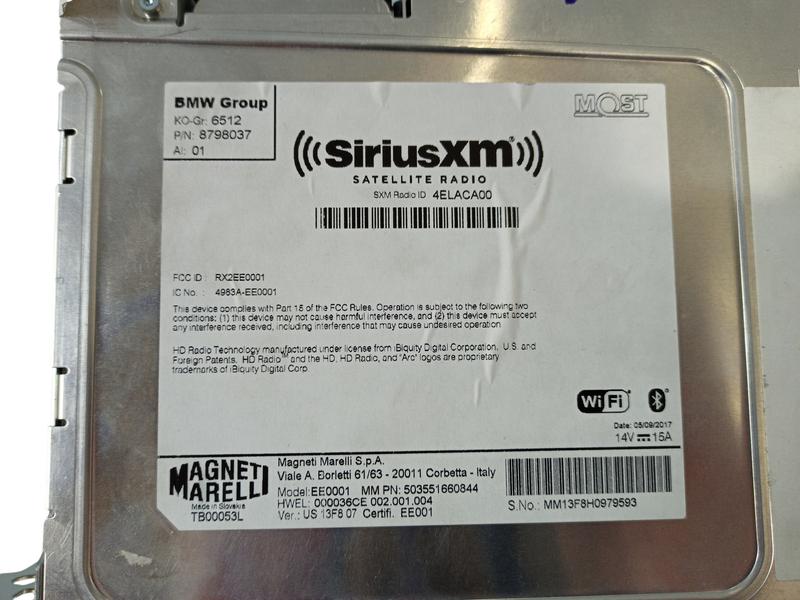 BMW Group
KO-Gr: 6512
P/N: 8798037
AI: 01
MOST
SiriusXm
SATELLITE RADIO
SXM Radio ID 4ELACA00
FCC ID : RX2EE0001
IC No. : 4983A-EE0001
This device complies with Part 15 of the FCC Rules. Operation is subject to the following two
conditions: (1) this device may not cause harmful interference, and (2) this device must accept
any interference received, including interference that may cause undesired operation
HD Radio Technology manufactured under license from iBiquity Digital Corporation, U.S. and
Foreign Patents. HD Radio™ and the HD, HD Radio, and "Arc" logos are proprietary
trademarks of iBiquity Digital Corp.
Wi Fi
Date: 05/09/2017
14V 15A
MAGNETI
MARELLI
Made in Slovakia
TB00053L
Magneti Marelli S.p.A.
Viale A. Borletti 61/63 - 20011 Corbetta - Italy
Model:EE0001 MM PN: 503551660844
HWEL: 000036CE 002.001.004
Ver.: US 13F8 07 Certifi. EE001
S.No.: MM13F8H0979593